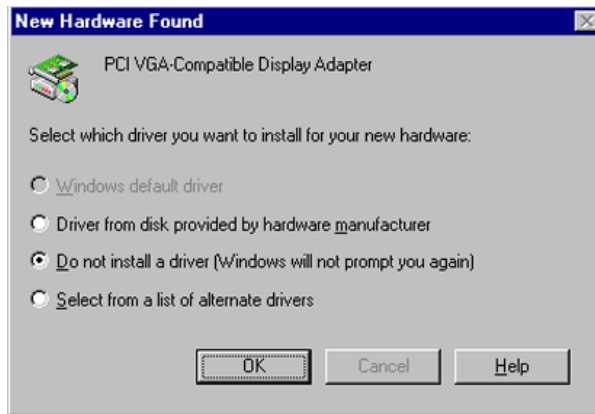 New Hardware Found
PCI VGA-Compatible Display Adapter
Select which driver you want to install for your new hardware:
Windows default driver
Driver from disk provided by hardware manufacturer
Do not install a driver (Windows will not prompt you again)
Select from a list of alternate drivers
OK Cancel Help